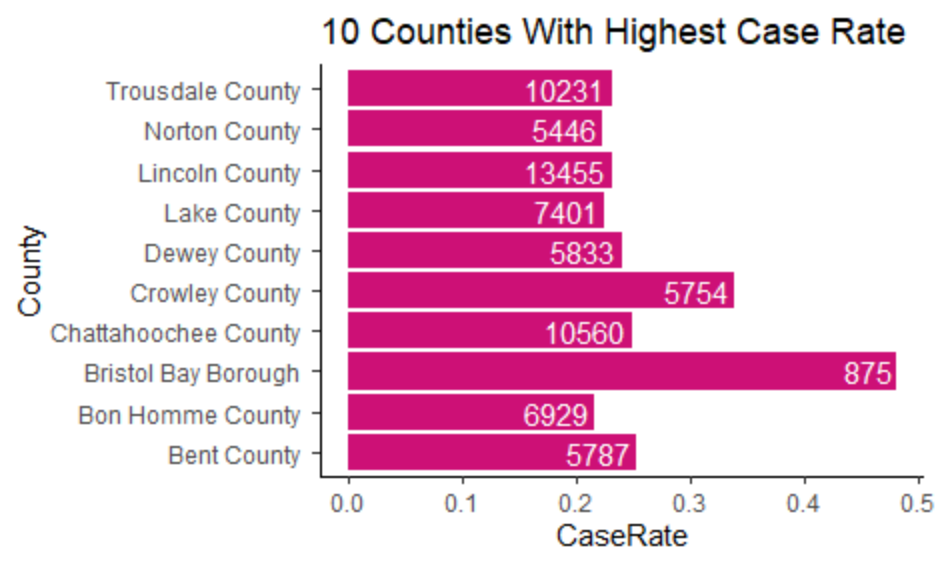 10 Counties With Highest Case Rate
County
Trousdale County 10231
Norton County 5446
Lincoln County 13455
Lake County 7401
Dewey County 5833
Crowley County 5754
Chattahoochee County 10560
Bristol Bay Borough 875
Bon Homme County 6929
Bent County 5787
0.0 0.1 0.2 0.3 0.4 0.5
CaseRate